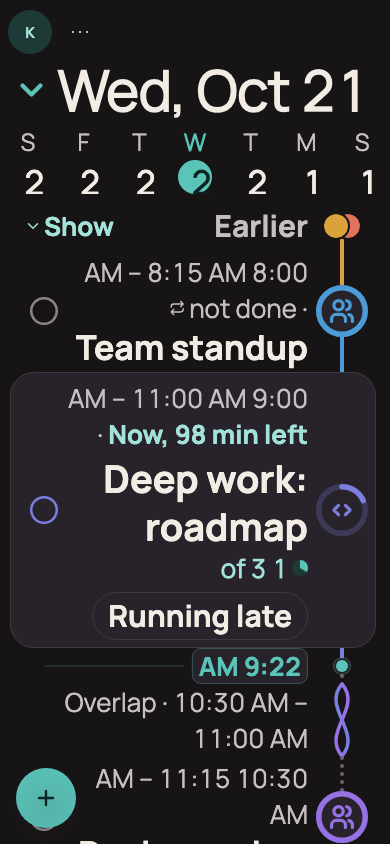 K ...
Wed, Oct 21
S F T W T M S
2 2 2 2 2 1 1
Show Earlier
AM – 8:15 AM 8:00
not done ·
Team standup
AM – 11:00 AM 9:00
· Now, 98 min left
Deep work:
roadmap
of 3 1
Running late
AM 9:22
Overlap · 10:30 AM –
11:00 AM
AM – 11:15 10:30
AM
+